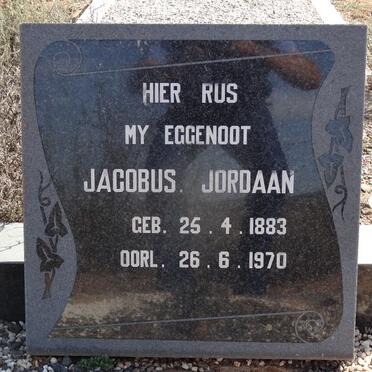 HIER RUS
MY EGGENOOT
JACOBUS. JORDAAN
GEB. 25.4.1883
OORL. 26.6.1970